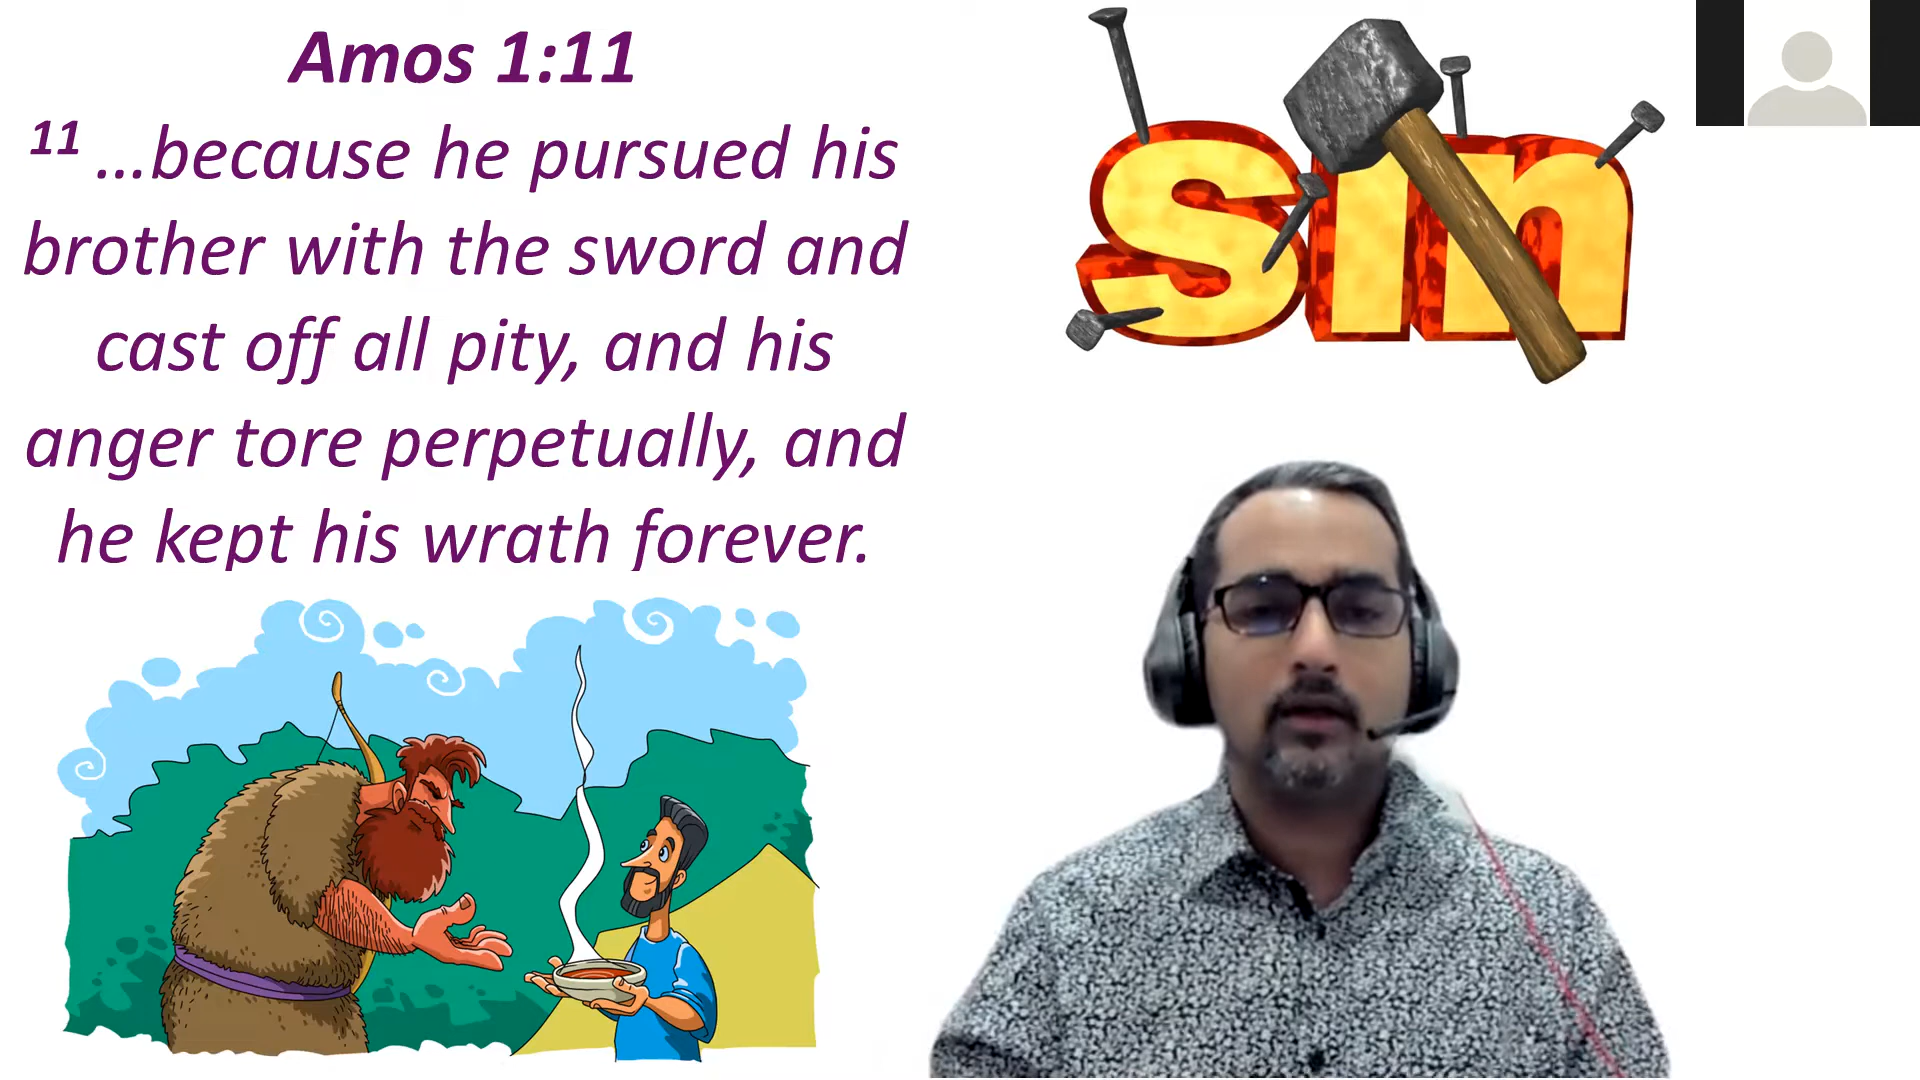 Amos 1:11
11 ...because he pursued his
brother with the sword and
cast off all pity, and his
anger tore perpetually, and
he kept his wrath forever.
sin